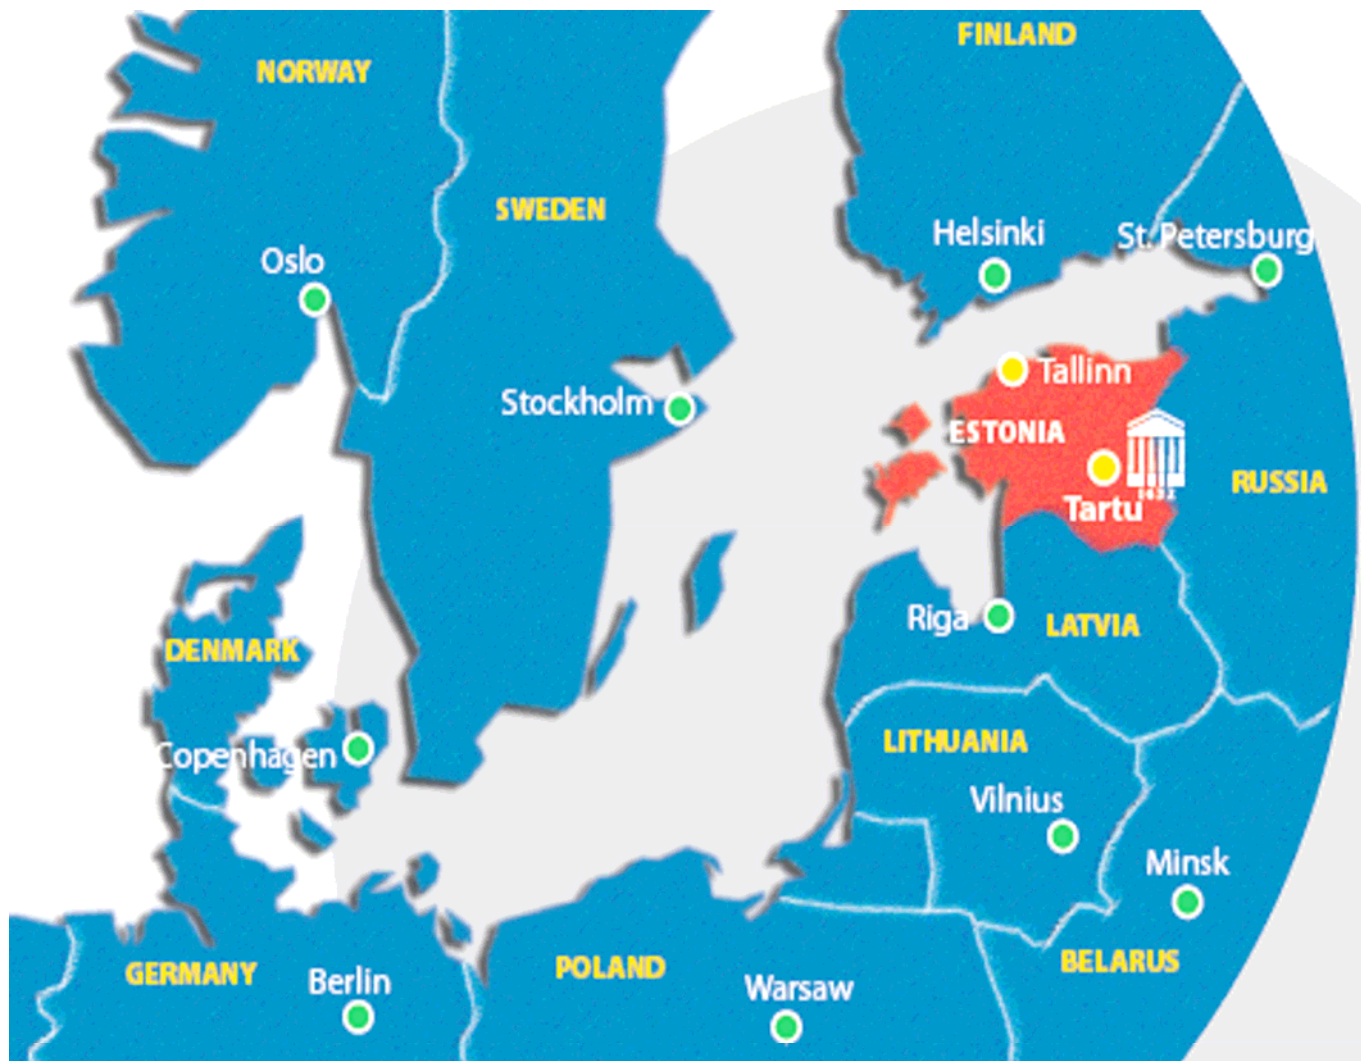 FINLAND
NORWAY
SWEDEN
Helsinki
St. Petersburg
Oslo
Tallinn
Stockholm
ESTONIA
RUSSIA
1632
Tartu
Riga
LATVIA
DENMARK
LITHUANIA
Copenhagen
Vilnius
Minsk
BELARUS
POLAND
GERMANY
Berlin
Warsaw